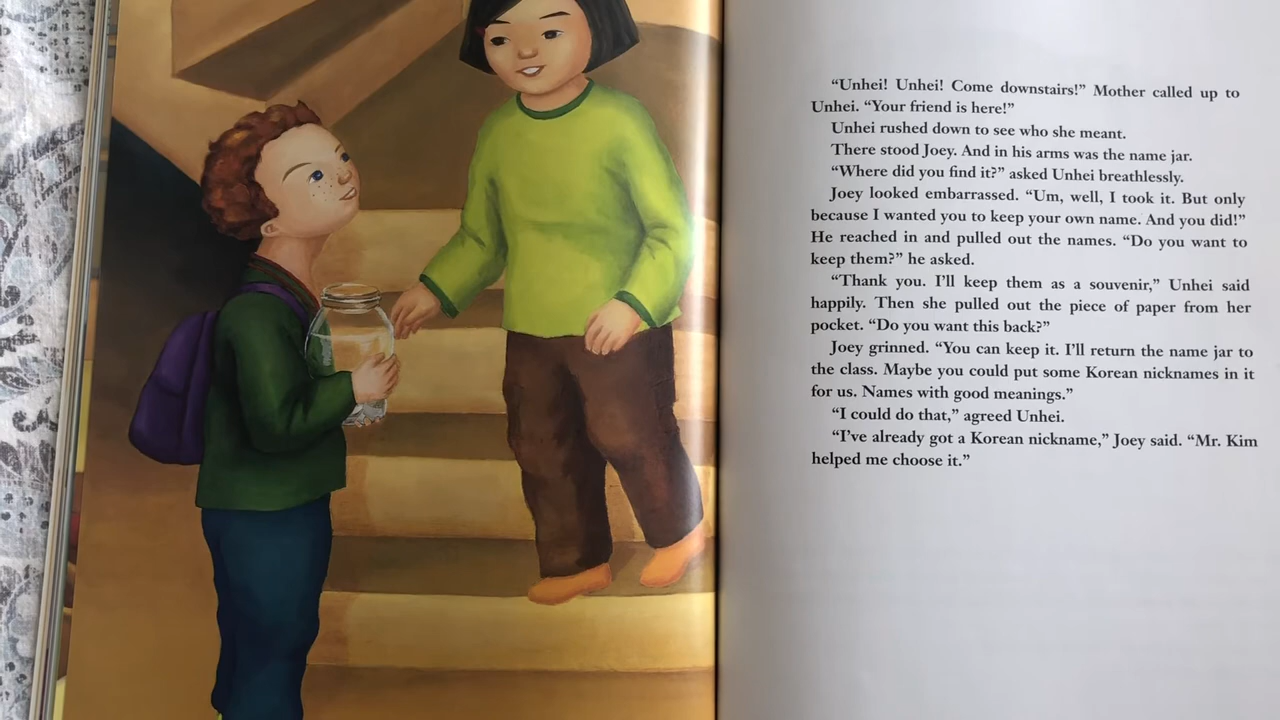 “Unhei! Unhei! Come downstairs!” Mother called up to
Unhei. “Your friend is here!”
Unhei rushed down to see who she meant.
There stood Joey. And in his arms was the name jar.
“Where did you find it?” asked Unhei breathlessly.
Joey looked embarrassed. “Um, well, I took it. But only
because I wanted you to keep your own name. And you did!”
He reached in and pulled out the names. “Do you want to
keep them?” he asked.
“Thank you. I’ll keep them as a souvenir,” Unhei said
happily. Then she pulled out the piece of paper from her
pocket. “Do you want this back?”
Joey grinned. “You can keep it. I’ll return the name jar to
the class. Maybe you could put some Korean nicknames in it
for us. Names with good meanings.”
“I could do that,” agreed Unhei.
“I’ve already got a Korean nickname,” Joey said. “Mr. Kim
helped me choose it.”